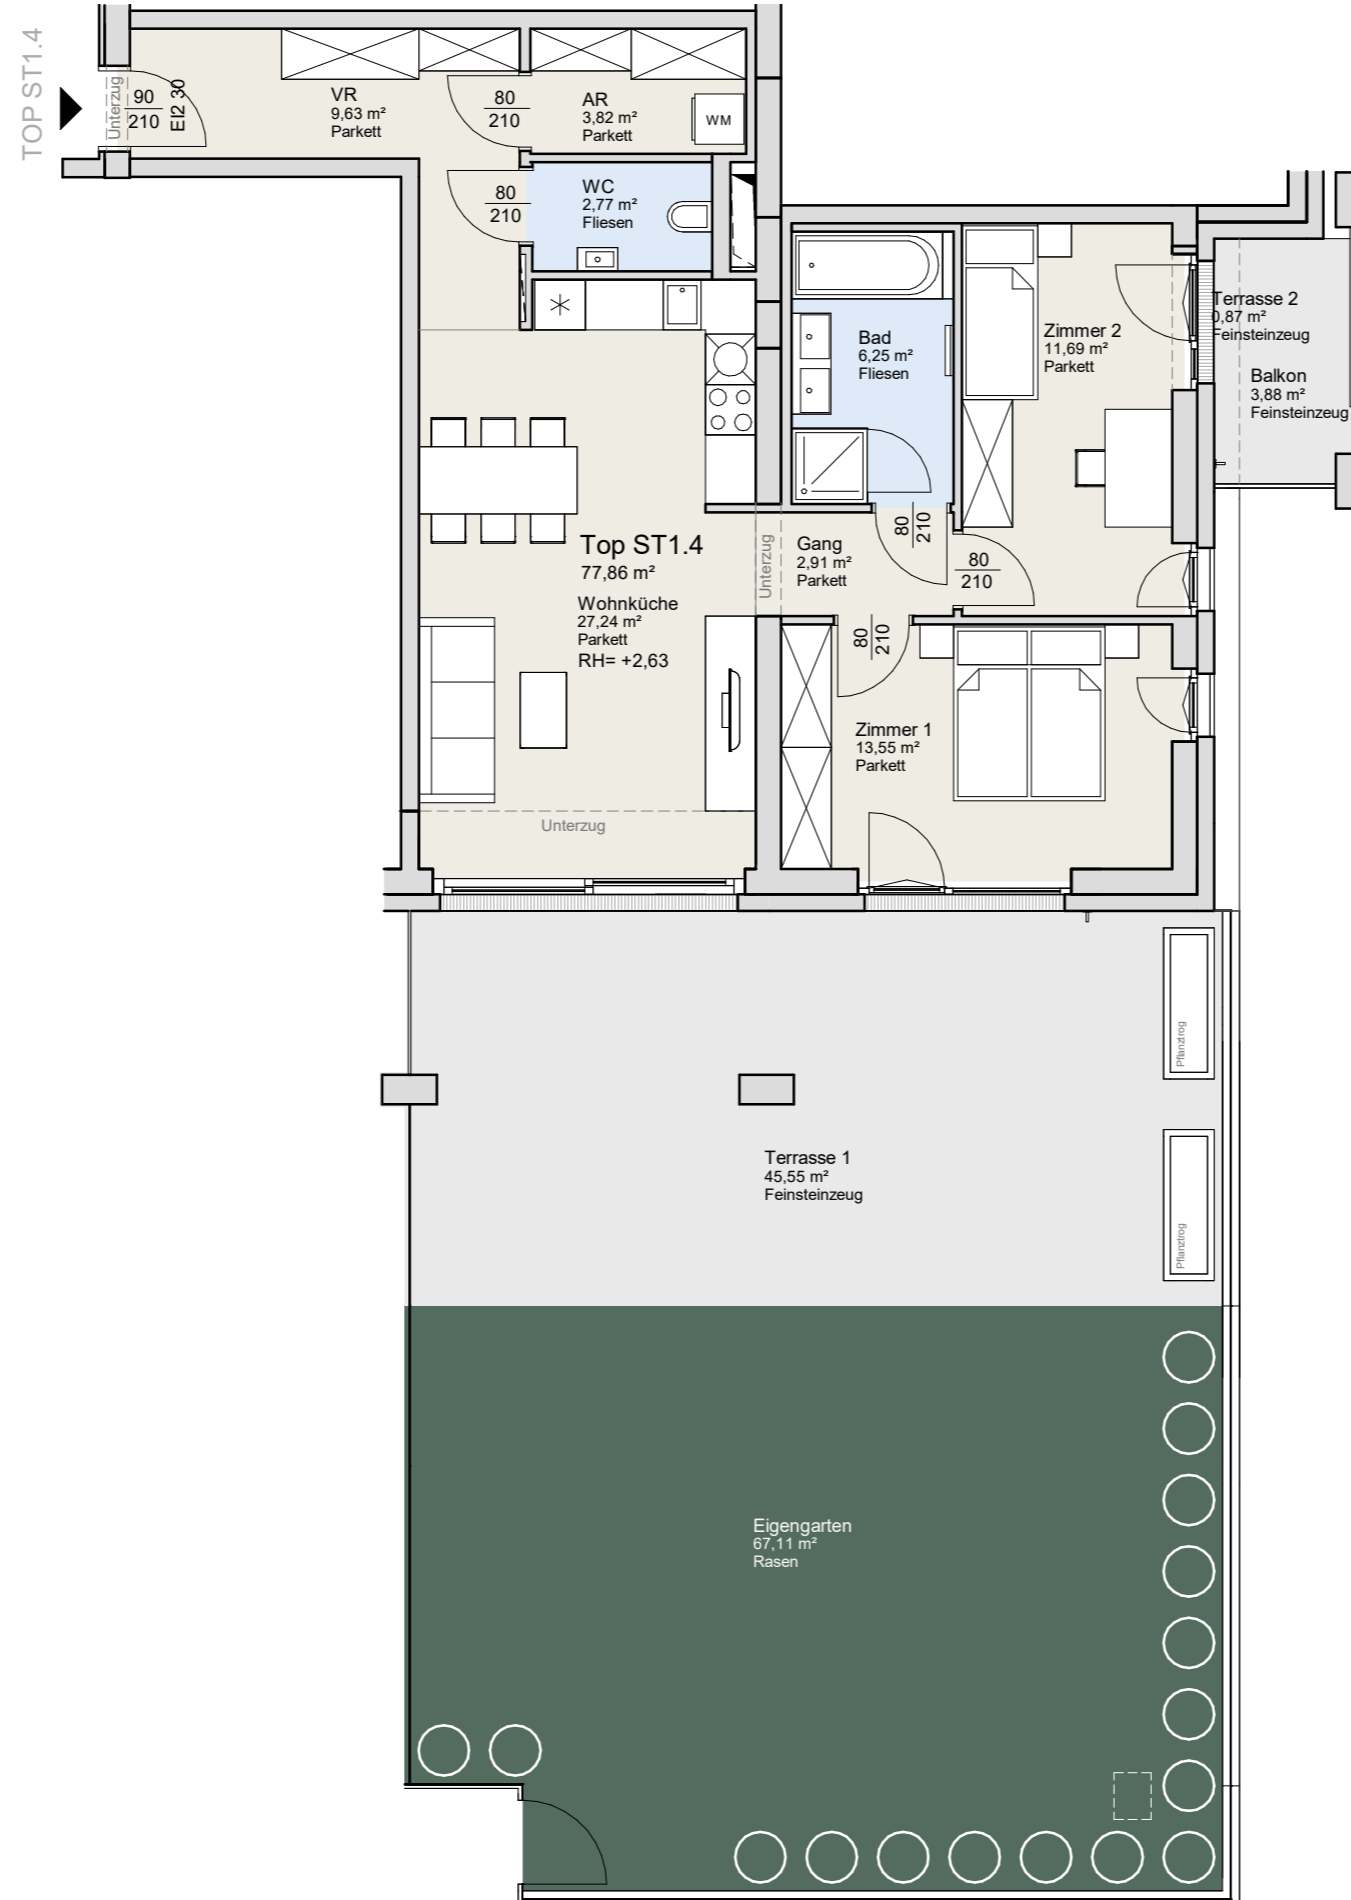 TOP ST1.4
Unterzug
90
210
EI2 30
VR
9,63 m²
Parkett
80
210
AR
3,82 m²
Parkett
WM
80
210
WC
2,77 m²
Fliesen
Bad
6,25 m²
Fliesen
Zimmer 2
11,69 m²
Parkett
Terrasse 2
0,87 m²
Feinsteinzeug
Balkon
3,88 m²
Feinsteinzeug
Top ST1.4
77,86 m²
Wohnküche
27,24 m²
Parkett
RH= +2,63
Unterzug
Gang
2,91 m²
Parkett
80
210
80
210
80
210
Zimmer 1
13,55 m²
Parkett
Unterzug
Pflanztrog
Terrasse 1
45,55 m²
Feinsteinzeug
Pflanztrog
Eigengarten
67,11 m²
Rasen